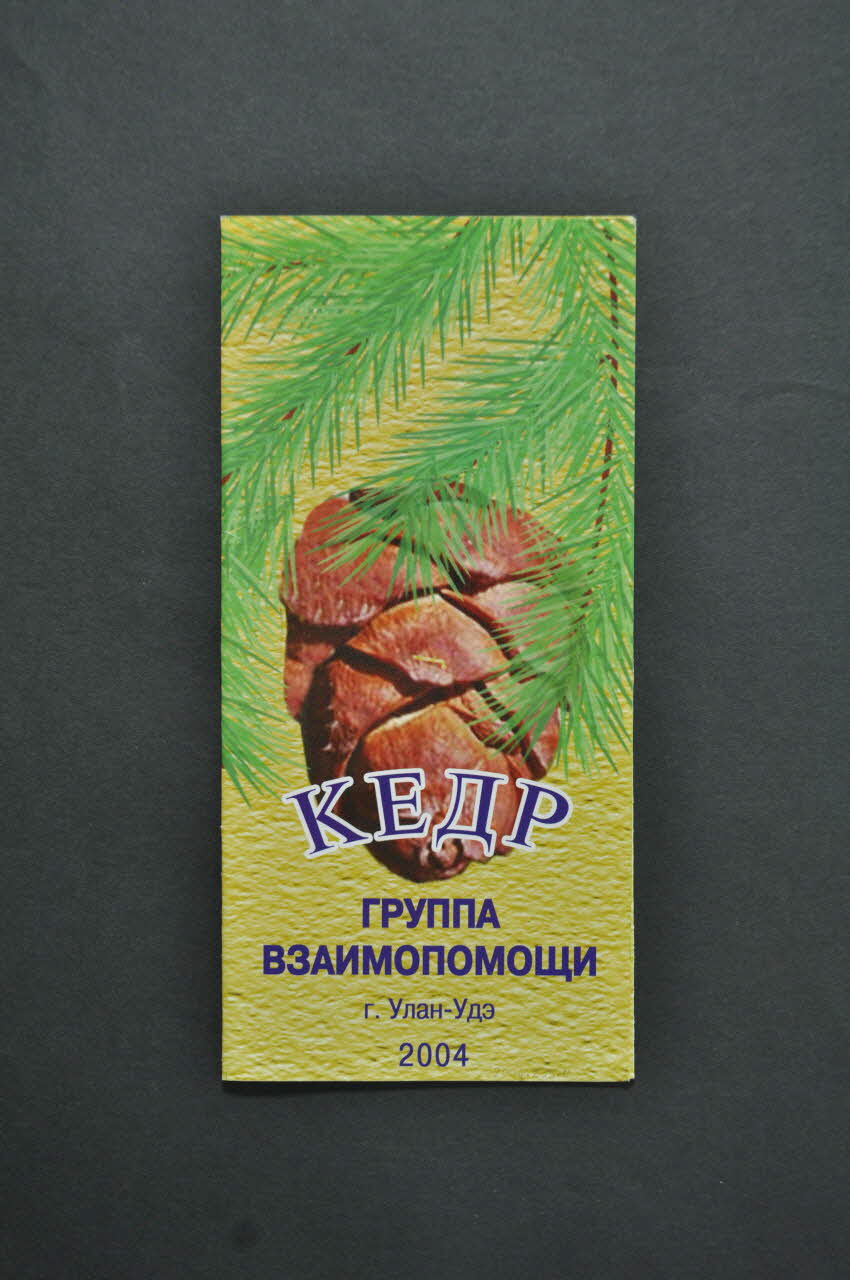 КЕДР
ГРУППА
ВЗАИМОПОМОЩИ
г. Улан-Удэ
2004